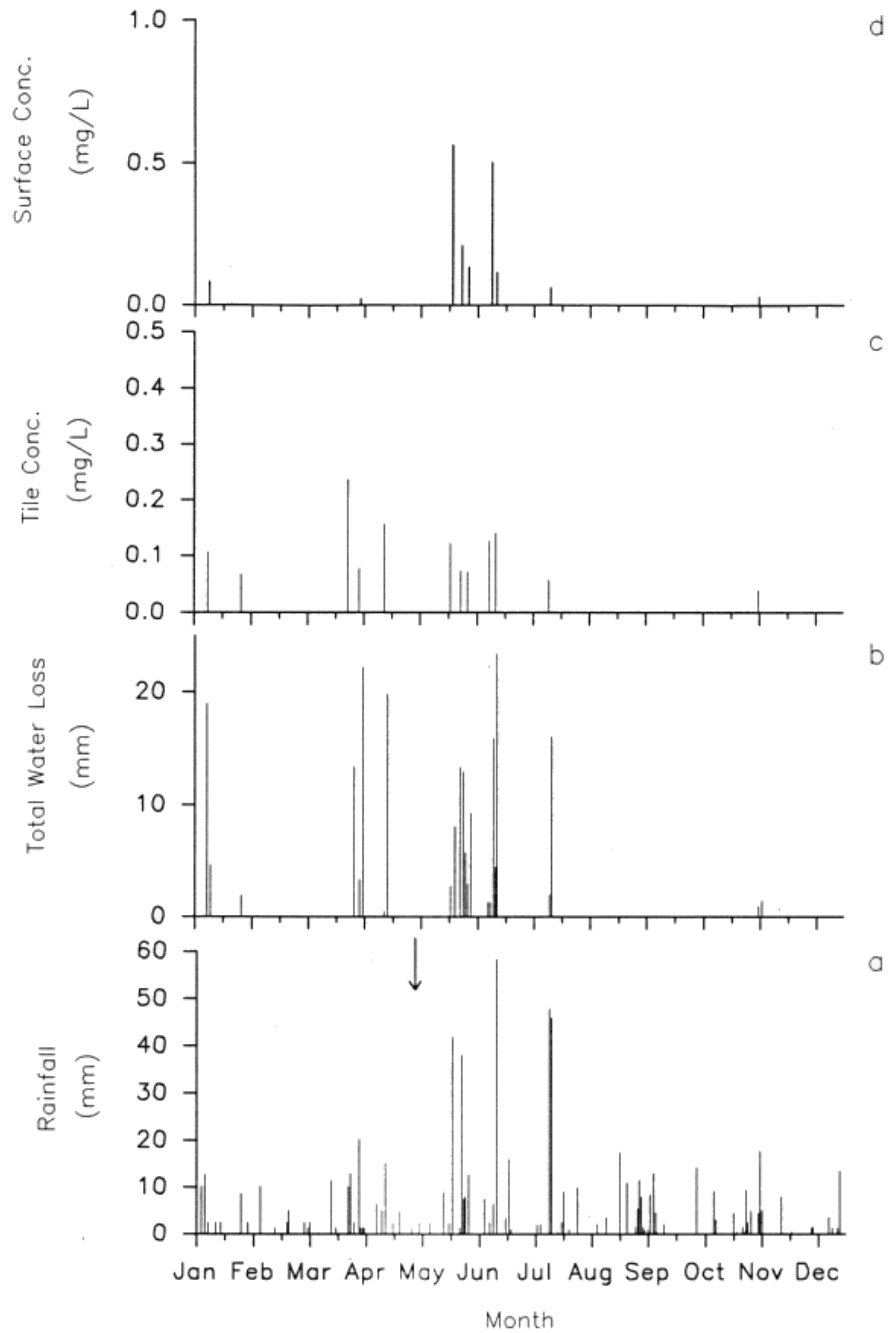 d
Surface Conc.
(mg/L)
1.0
0.5
0.0
c
Tile Conc.
(mg/L)
0.5
0.4
0.3
0.2
0.1
0.0
b
Total Water Loss
(mm)
20
10
0
a
Rainfall
(mm)
60
50
40
30
20
10
0
Jan Feb Mar Apr May Jun Jul Aug Sep Oct Nov Dec
Month